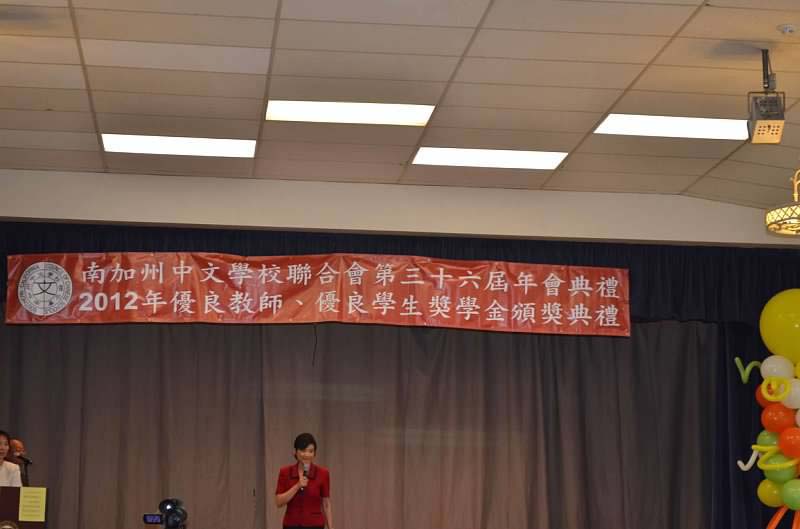 南加州中文學校聯合會第三十六屆年會典禮
2012年優良教師、優良學生獎學金頒獎典禮
文